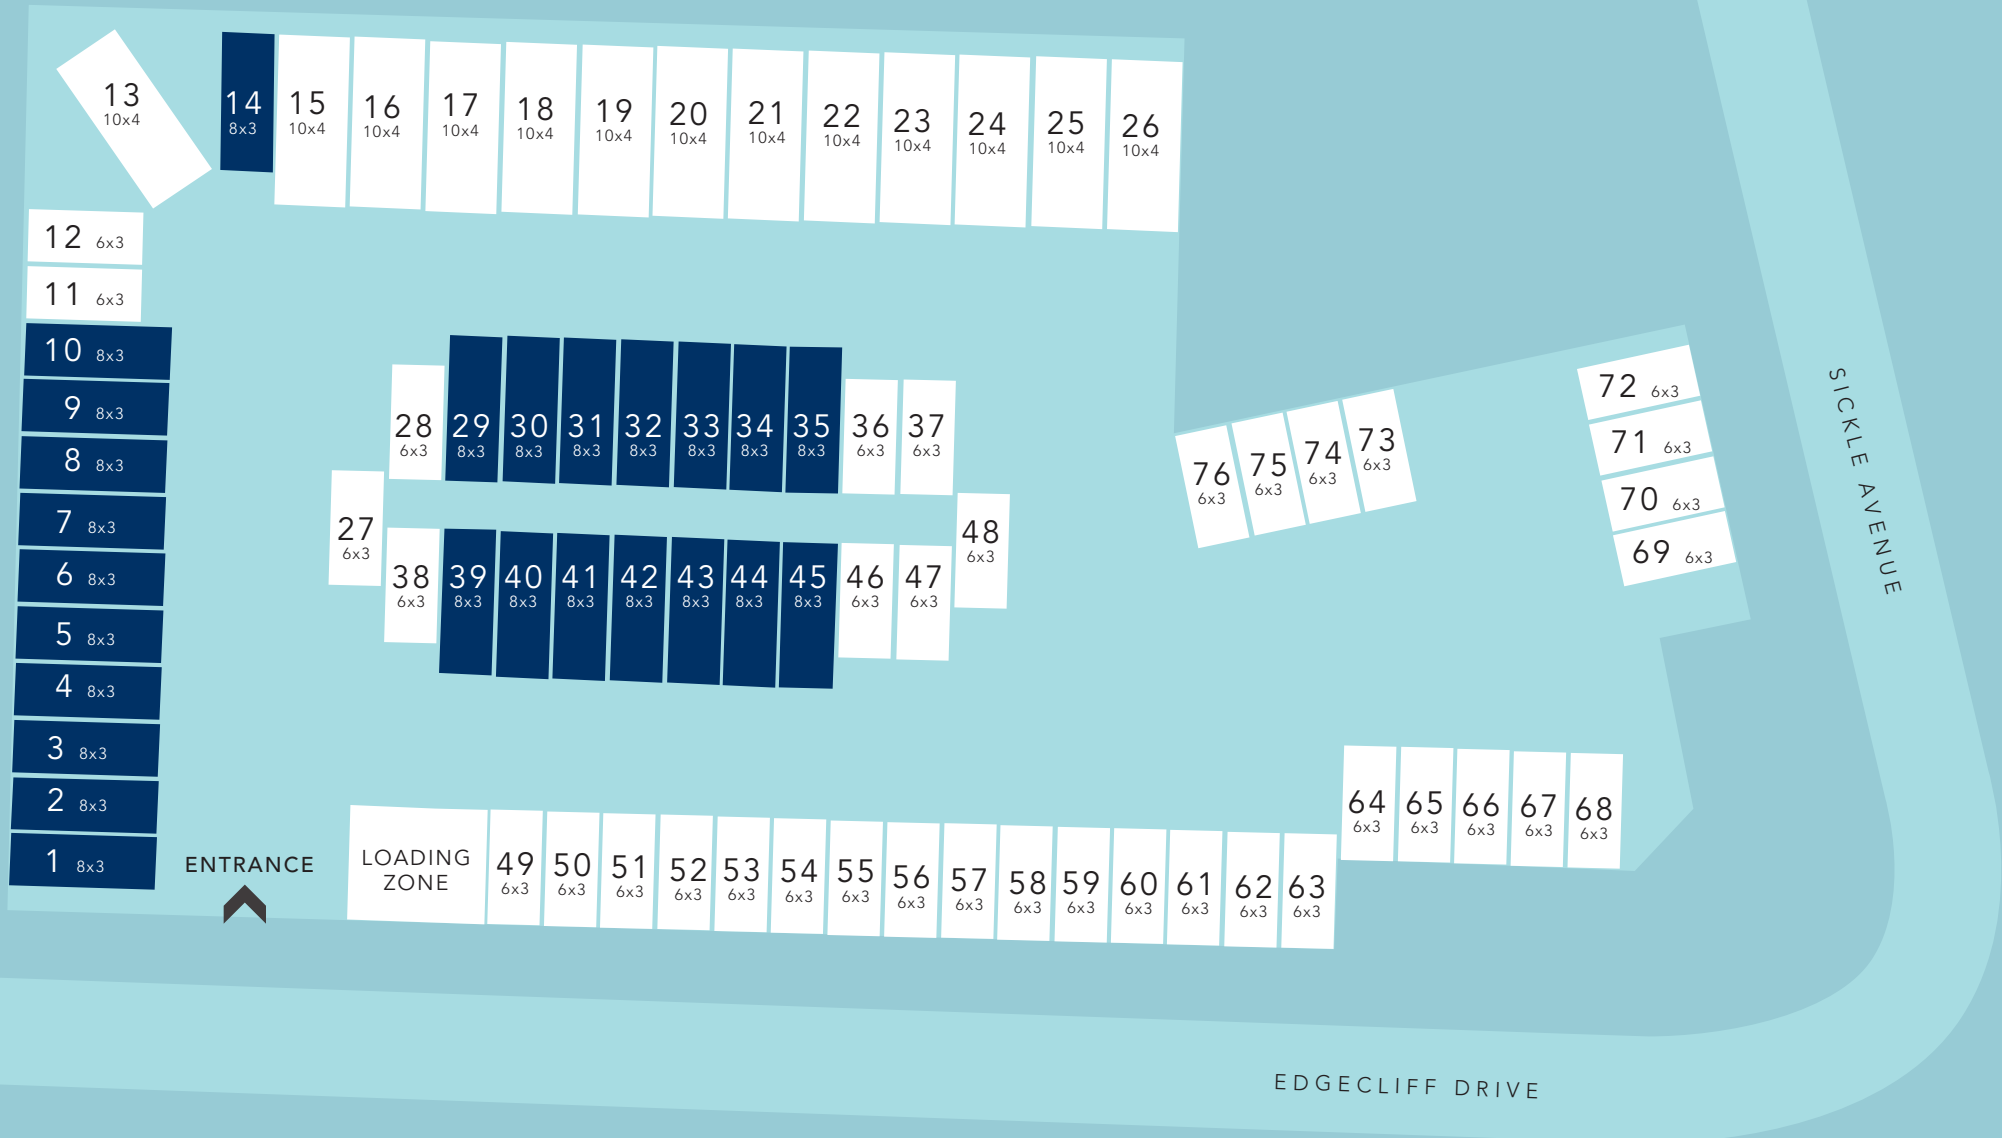 13
10x4
14
8x3
15
10x4
16
10x4
17
10x4
18
10x4
19
10x4
20
10x4
21
10x4
22
10x4
23
10x4
24
10x4
25
10x4
26
10x4
12 6x3
11 6x3
10 8x3
9 8x3
8 8x3
7 8x3
6 8x3
5 8x3
4 8x3
3 8x3
2 8x3
1 8x3
27
6x3
28
6x3
29
8x3
30
8x3
31
8x3
32
8x3
33
8x3
34
8x3
35
8x3
36
6x3
37
6x3
38
6x3
39
8x3
40
8x3
41
8x3
42
8x3
43
8x3
44
8x3
45
8x3
46
6x3
47
6x3
48
6x3
76
6x3
75
6x3
74
6x3
73
6x3
72 6x3
71 6x3
70 6x3
69 6x3
SICKLE AVENUE
ENTRANCE
LOADING
ZONE
49
6x3
50
6x3
51
6x3
52
6x3
53
6x3
54
6x3
55
6x3
56
6x3
57
6x3
58
6x3
59
6x3
60
6x3
61
6x3
62
6x3
63
6x3
64
6x3
65
6x3
66
6x3
67
6x3
68
6x3
EDGECLIFF DRIVE